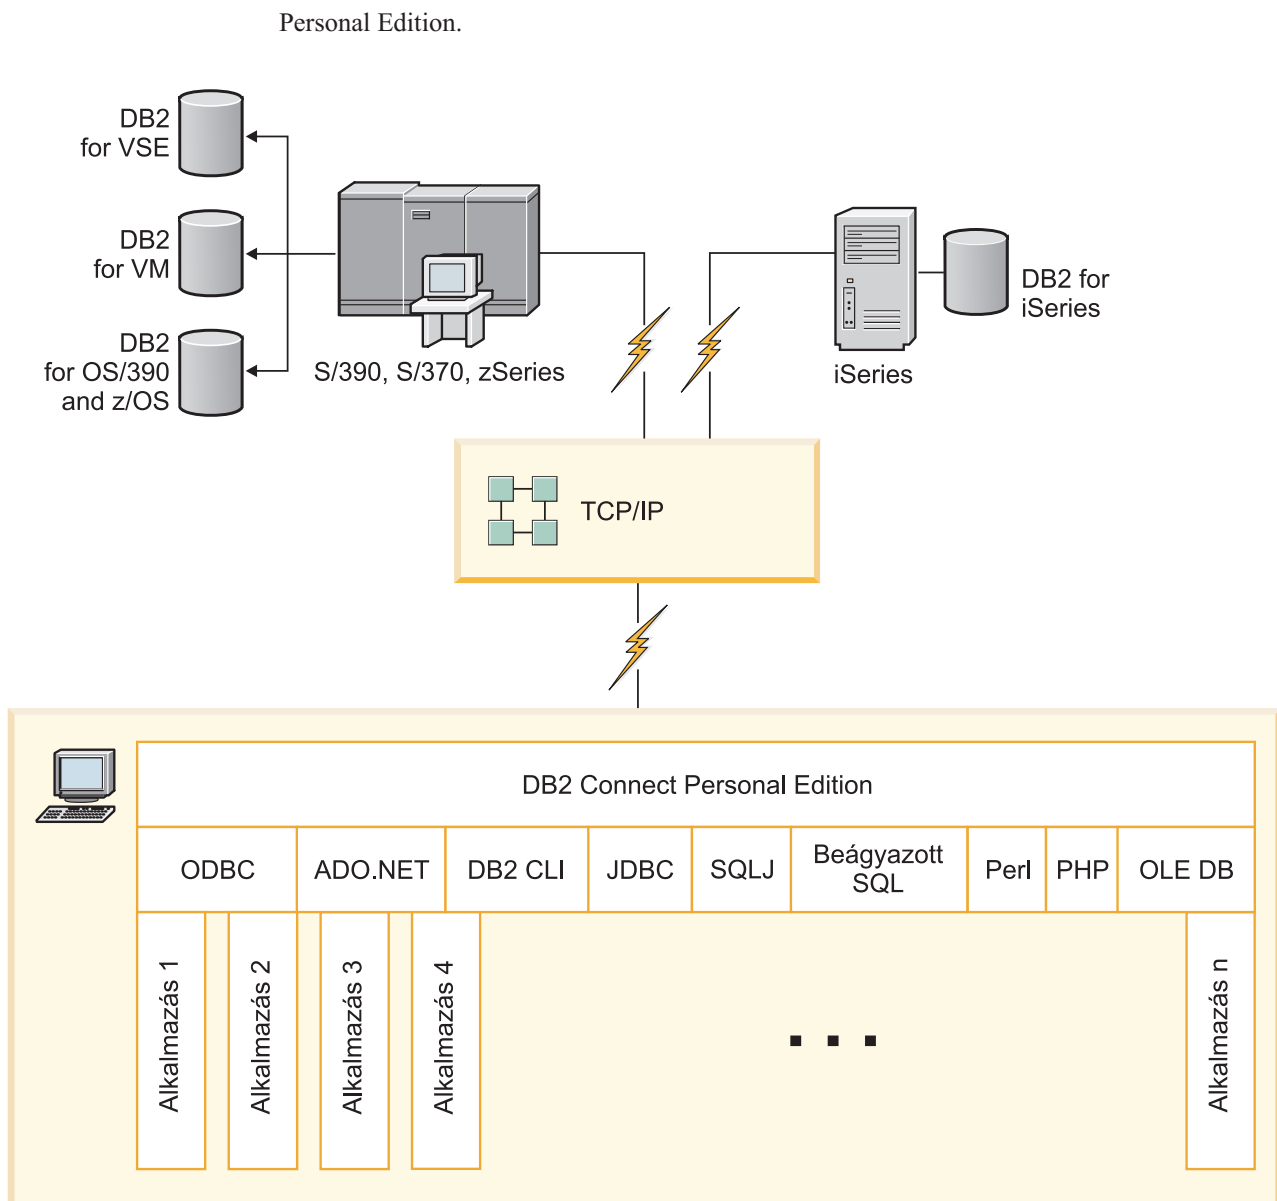 Personal Edition.
DB2
for VSE
DB2
for VM
DB2
for OS/390
and z/OS
S/390, S/370, zSeries
iSeries
DB2 for
iSeries
TCP/IP
DB2 Connect Personal Edition
ODBC
ADO.NET
DB2 CLI
JDBC
SQLJ
Beágyazott
SQL
Perl
PHP
OLE DB
Alkalmazás 1
Alkalmazás 2
Alkalmazás 3
Alkalmazás 4
Alkalmazás n